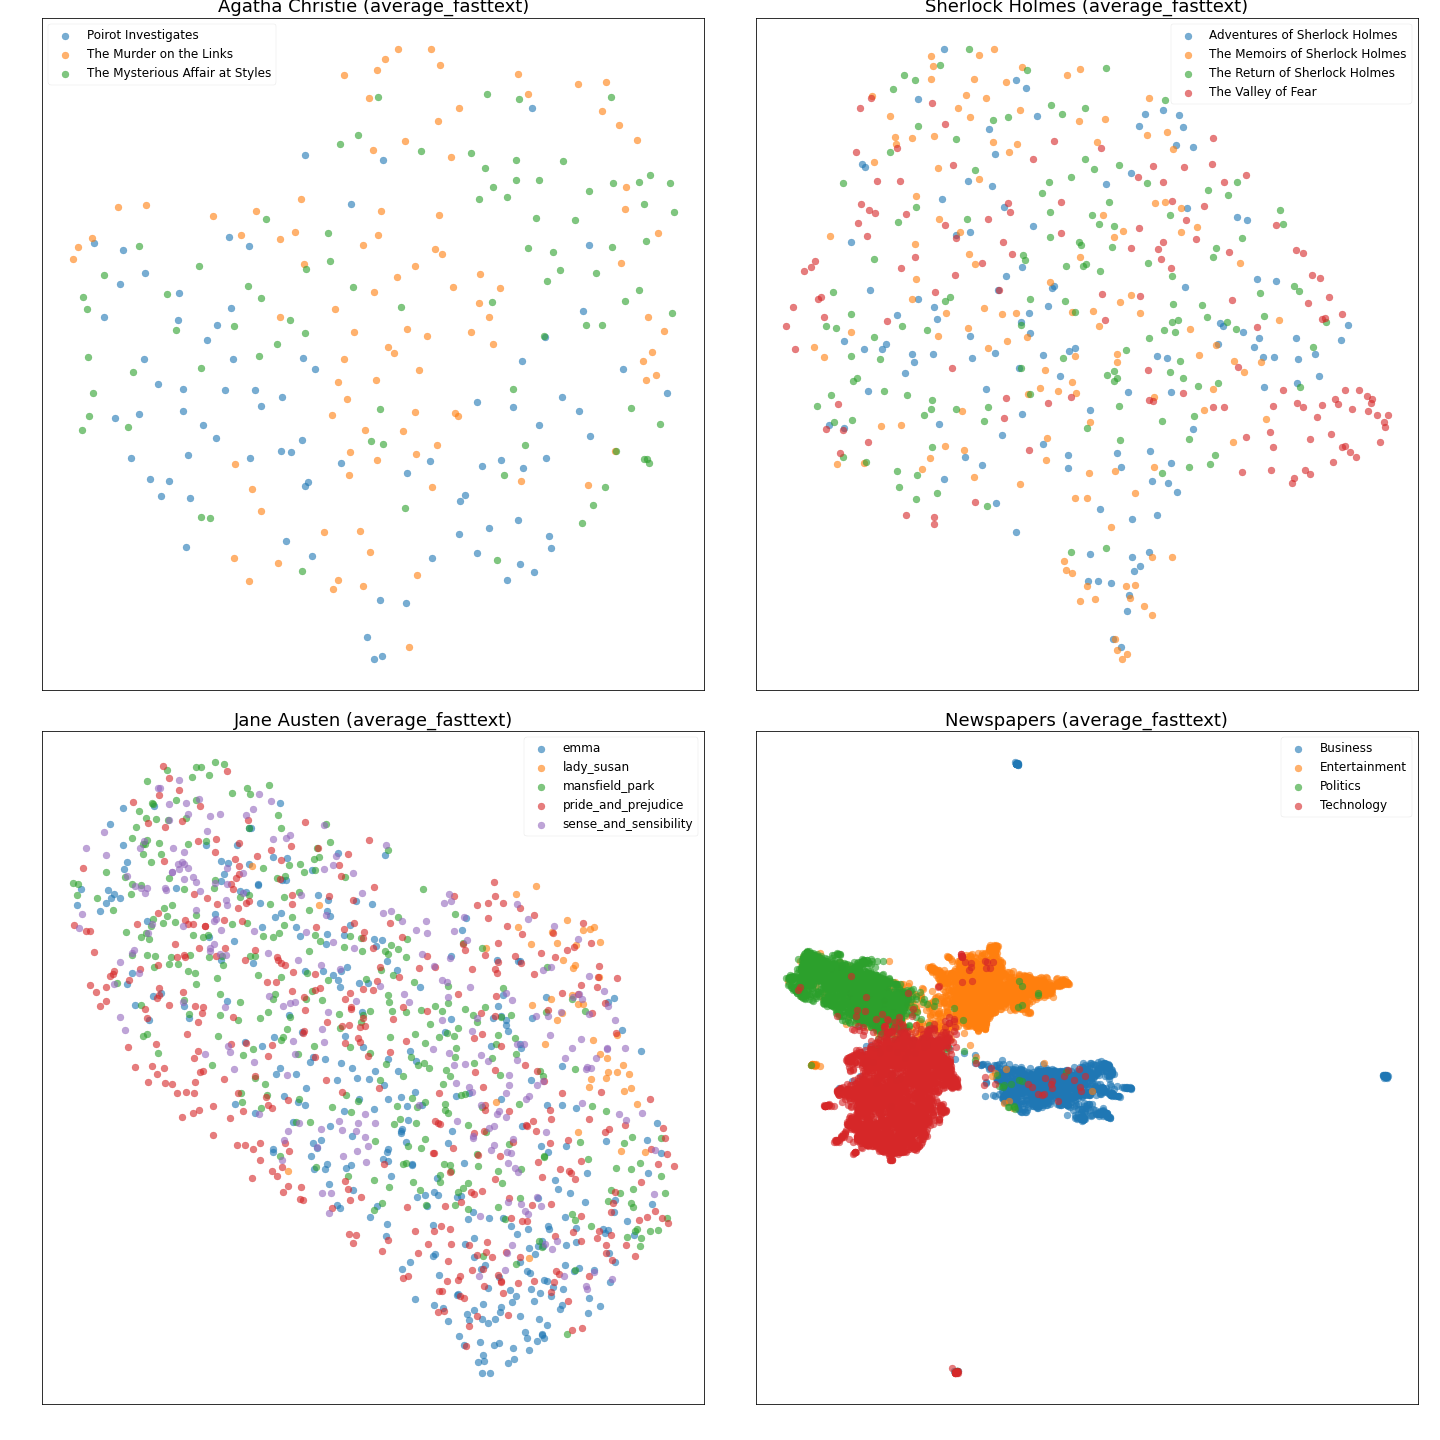 Agatha Christie (average_fasttext)
Poirot Investigates
The Murder on the Links
The Mysterious Affair at Styles
Sherlock Holmes (average_fasttext)
Adventures of Sherlock Holmes
The Memoirs of Sherlock Holmes
The Return of Sherlock Holmes
The Valley of Fear
Jane Austen (average_fasttext)
emma
lady_susan
mansfield_park
pride_and_prejudice
sense_and_sensibility
Newspapers (average_fasttext)
Business
Entertainment
Politics
Technology